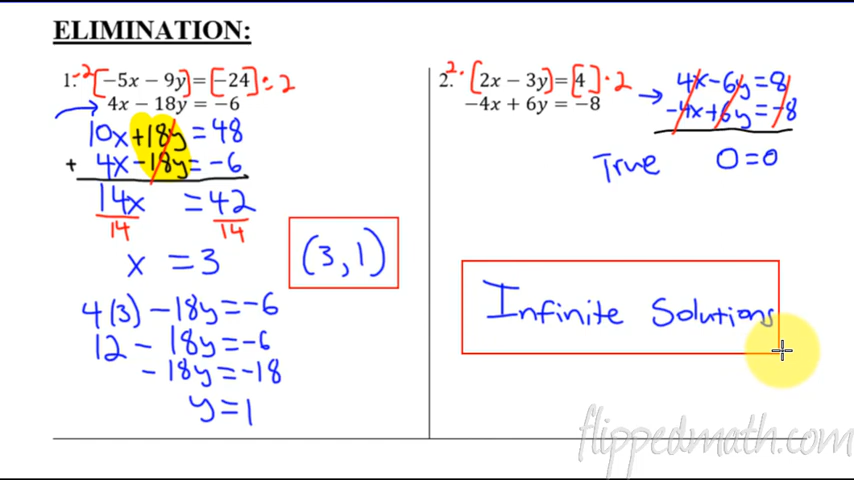 ELIMINATION:
1. -2 [-5x − 9y] = [-24] · -2
4x − 18y = −6
10x + 18y = 48
+ 4x - 18y = -6
14x = 42
14 14
x = 3
(3, 1)
4(3) - 18y = -6
12 - 18y = -6
- 18y = -18
y = 1
2. 2 · [2x − 3y] = [4] · 2
−4x + 6y = −8
4x - 6y = 8
-4x + 6y = -8
True 0 = 0
Infinite Solutions
flippedmath.com